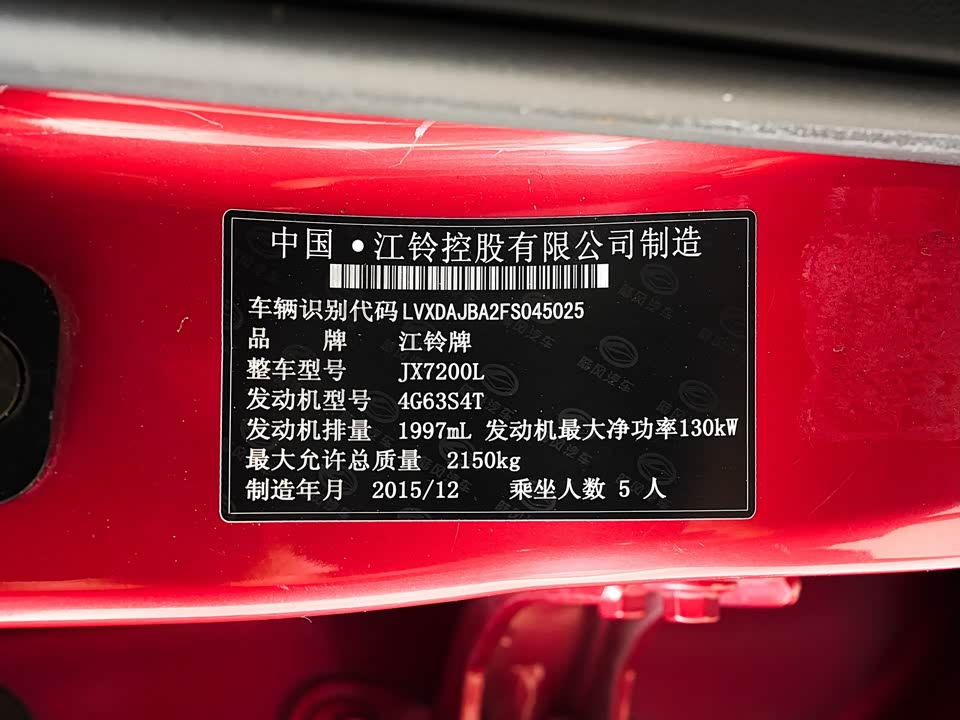 中国·江铃控股有限公司制造
车辆识别代码 LVXDAJBA2FS045025
品 牌 江铃牌
整车型号 JX7200L
发动机型号 4G63S4T
发动机排量 1997mL 发动机最大净功率130kW
最大允许总质量 2150kg
制造年月 2015/12 乘坐人数 5 人